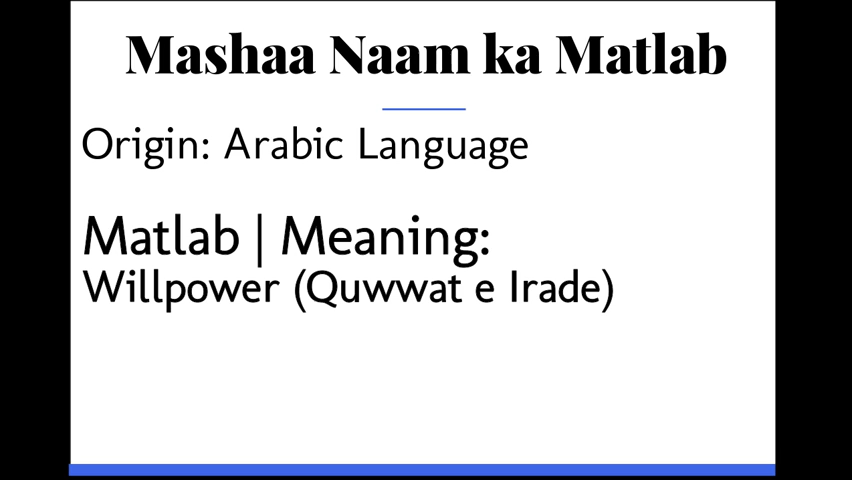 Mashaa Naam ka Matlab
Origin: Arabic Language
Matlab | Meaning:
Willpower (Quwwat e Irade)